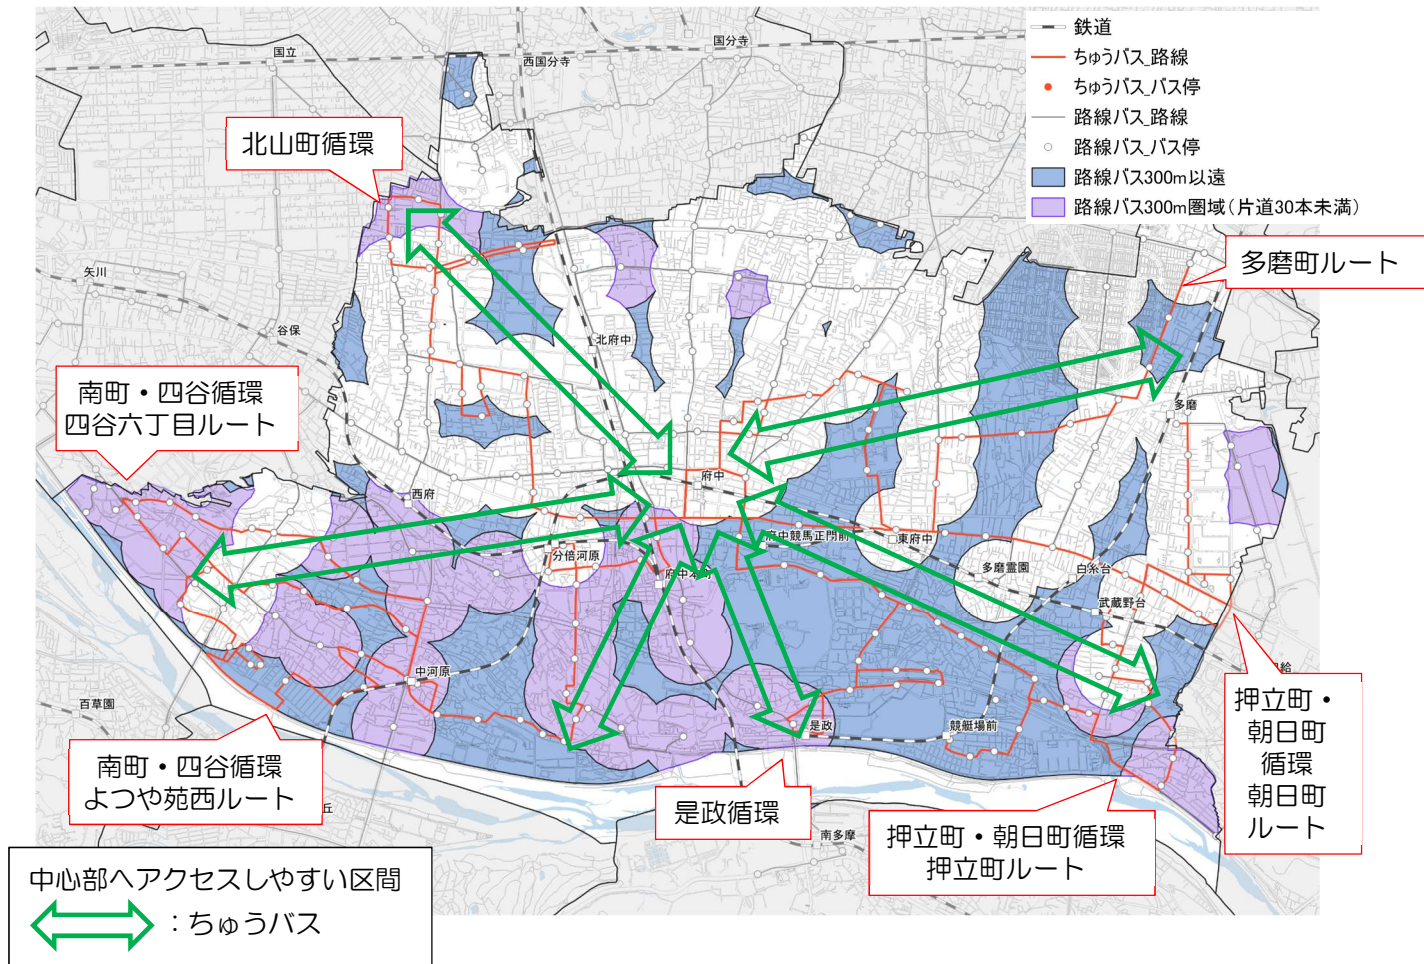 鉄道
ちゅうバス_路線
ちゅうバス_バス停
路線バス_路線
路線バス_バス停
路線バス300m以遠
路線バス300m圏域(片道30本未満)
国立
西国分寺
国分寺
北山町循環
多磨町ルート
矢川
谷保
北府中
南町・四谷循環
四谷六丁目ルート
多磨
西府
府中
分倍河原
府中本町
府中競馬正門前
東府中
多磨霊園
白糸台
武蔵野台
中河原
百草園
是政
競艇場前
南町・四谷循環
よつや苑西ルート
丘
是政循環
南多摩
押立町・朝日町循環
押立町ルート
給
押立町・
朝日町
循環
朝日町
ルート
中心部へアクセスしやすい区間
:ちゅうバス